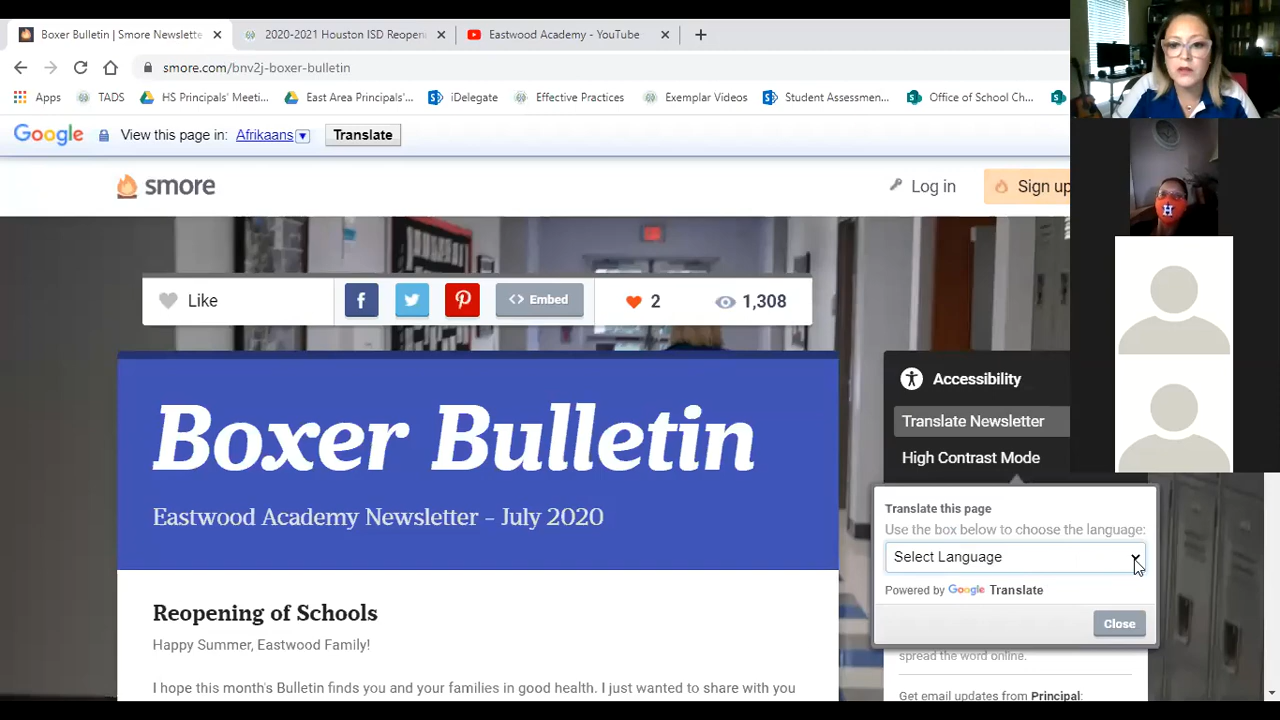 Boxer Bulletin | Smore Newslette
2020-2021 Houston ISD Reopen
Eastwood Academy - YouTube
smore.com/bnv2j-boxer-bulletin
Apps
TADS
HS Principals' Meeti...
East Area Principals'...
iDelegate
Effective Practices
Exemplar Videos
Student Assessmen...
Office of School Ch...
Google
View this page in:
Afrikaans
Translate
smore
Log in
Sign up
Like
Embed
2
1,308
Boxer Bulletin
Eastwood Academy Newsletter - July 2020
Reopening of Schools
Happy Summer, Eastwood Family!
I hope this month's Bulletin finds you and your families in good health. I just wanted to share with you
Accessibility
Translate Newsletter
High Contrast Mode
Translate this page
Use the box below to choose the language:
Select Language
Powered by Google Translate
Close
spread the word online.
Get email updates from Principal:
H